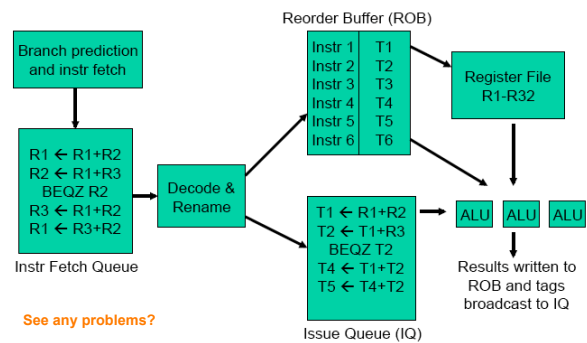 Branch prediction
and instr fetch
R1 ← R1+R2
R2 ← R1+R3
BEQZ R2
R3 ← R1+R2
R1 ← R3+R2
Instr Fetch Queue
Decode &
Rename
Reorder Buffer (ROB)
Instr 1 T1
Instr 2 T2
Instr 3 T3
Instr 4 T4
Instr 5 T5
Instr 6 T6
Register File
R1-R32
T1 ← R1+R2
T2 ← T1+R3
BEQZ T2
T4 ← T1+T2
T5 ← T4+T2
Issue Queue (IQ)
ALU ALU ALU
Results written to
ROB and tags
broadcast to IQ
See any problems?